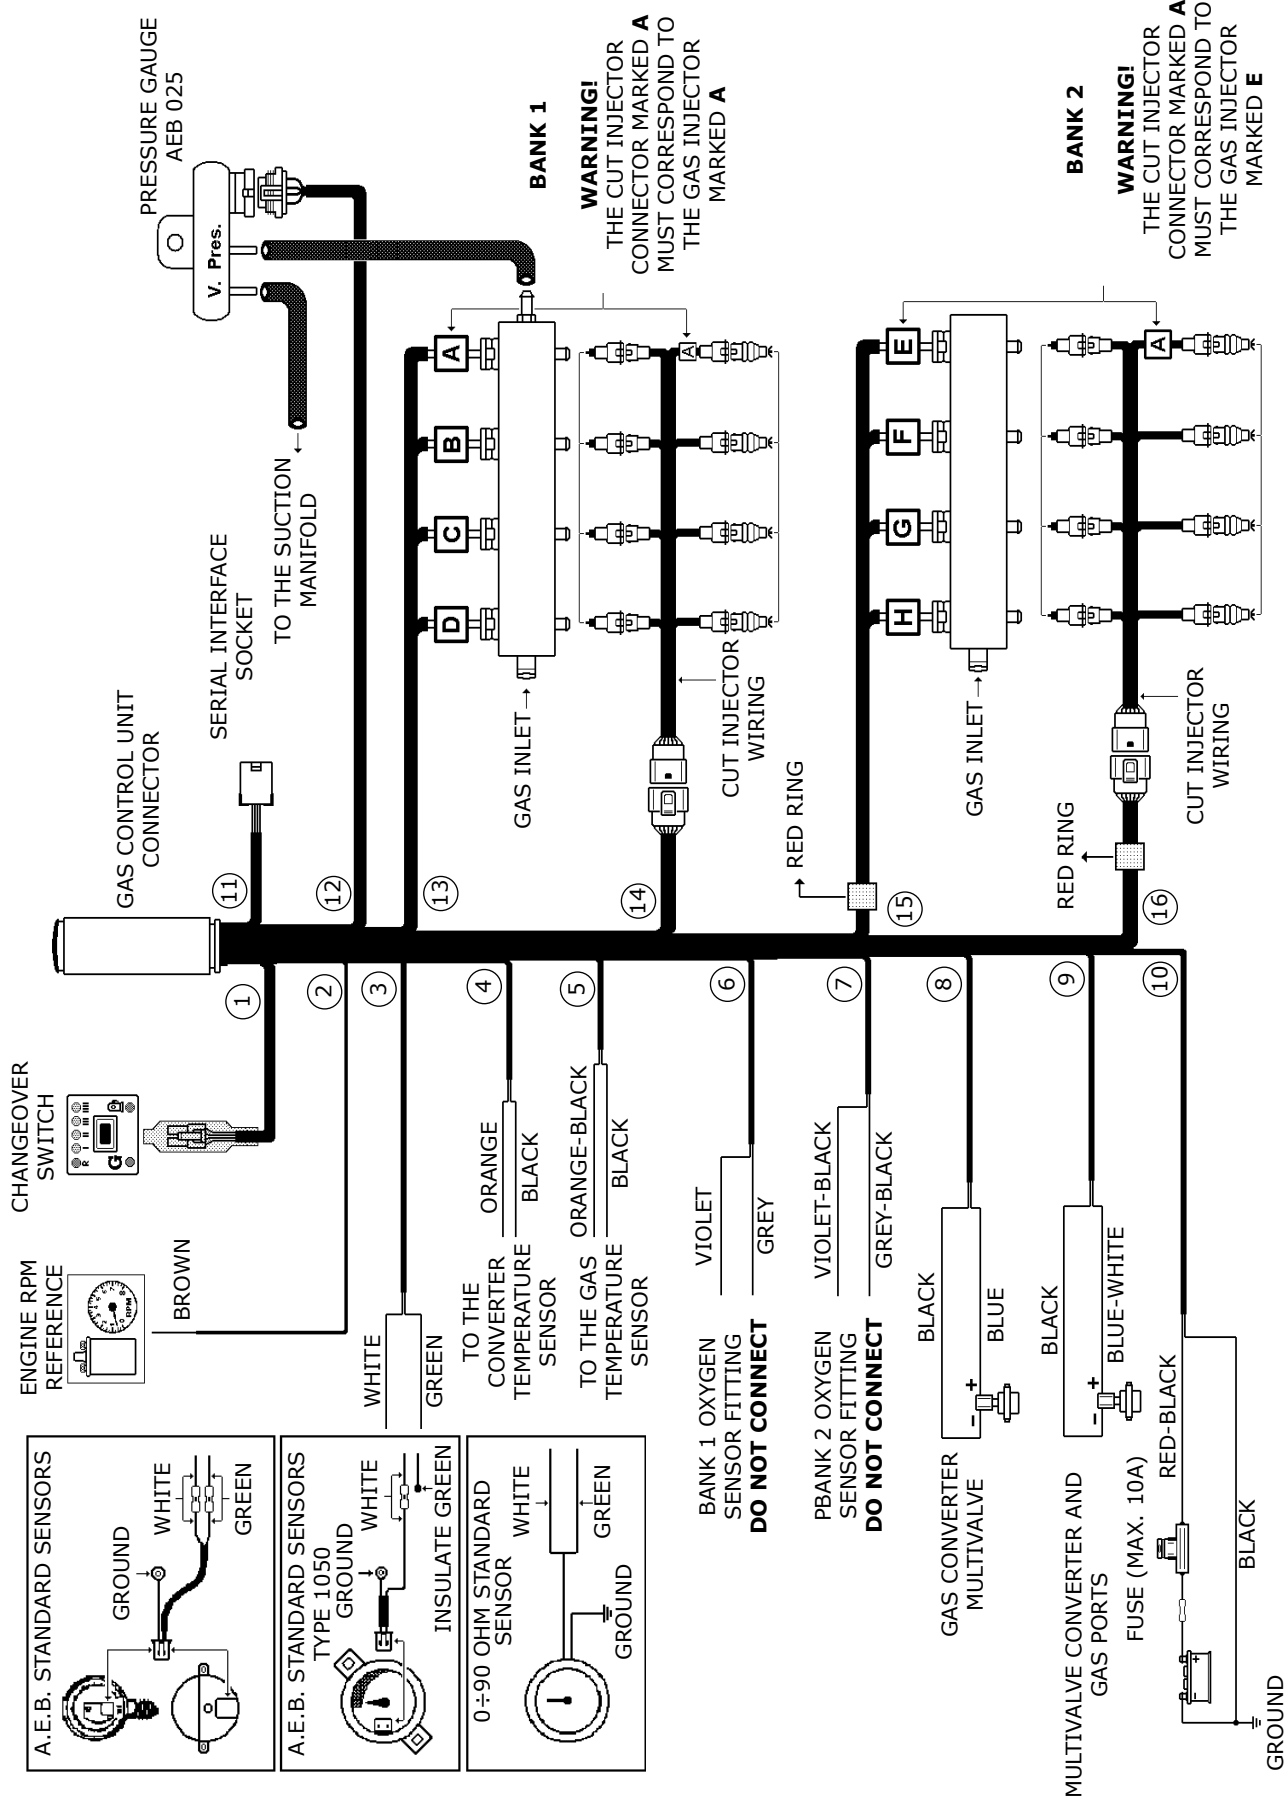 A.E.B. STANDARD SENSORS
GROUND
WHITE
GREEN
A.E.B. STANDARD SENSORS
TYPE 1050
GROUND
WHITE
INSULATE GREEN
0÷90 OHM STANDARD
SENSOR
WHITE
GREEN
GROUND
ENGINE RPM
REFERENCE
RPM
BROWN
CHANGEOVER
SWITCH
R
I
II
III
IIII
G
GAS CONTROL UNIT
CONNECTOR
SERIAL INTERFACE
SOCKET
TO THE SUCTION
MANIFOLD
PRESSURE GAUGE
AEB 025
V. Pres.
1
2
3
4
5
6
7
8
9
10
11
12
13
14
15
16
WHITE
GREEN
TO THE
CONVERTER
TEMPERATURE
SENSOR
ORANGE
BLACK
TO THE GAS
TEMPERATURE
SENSOR
ORANGE-BLACK
BLACK
BANK 1 OXYGEN
SENSOR FITTING
DO NOT CONNECT
VIOLET
GREY
PBANK 2 OXYGEN
SENSOR FITTING
DO NOT CONNECT
VIOLET-BLACK
GREY-BLACK
GAS CONVERTER
MULTIVALVE
BLACK
BLUE
- +
MULTIVALVE CONVERTER AND
GAS PORTS
BLACK
BLUE-WHITE
- +
FUSE (MAX. 10A)
RED-BLACK
BLACK
- +
GROUND
D
C
B
A
GAS INLET
A
CUT INJECTOR
WIRING
BANK 1
WARNING!
THE CUT INJECTOR
CONNECTOR MARKED A
MUST CORRESPOND TO
THE GAS INJECTOR
MARKED A
RED RING
H
G
F
E
GAS INLET
A
RED RING
CUT INJECTOR
WIRING
BANK 2
WARNING!
THE CUT INJECTOR
CONNECTOR MARKED A
MUST CORRESPOND TO
THE GAS INJECTOR
MARKED E